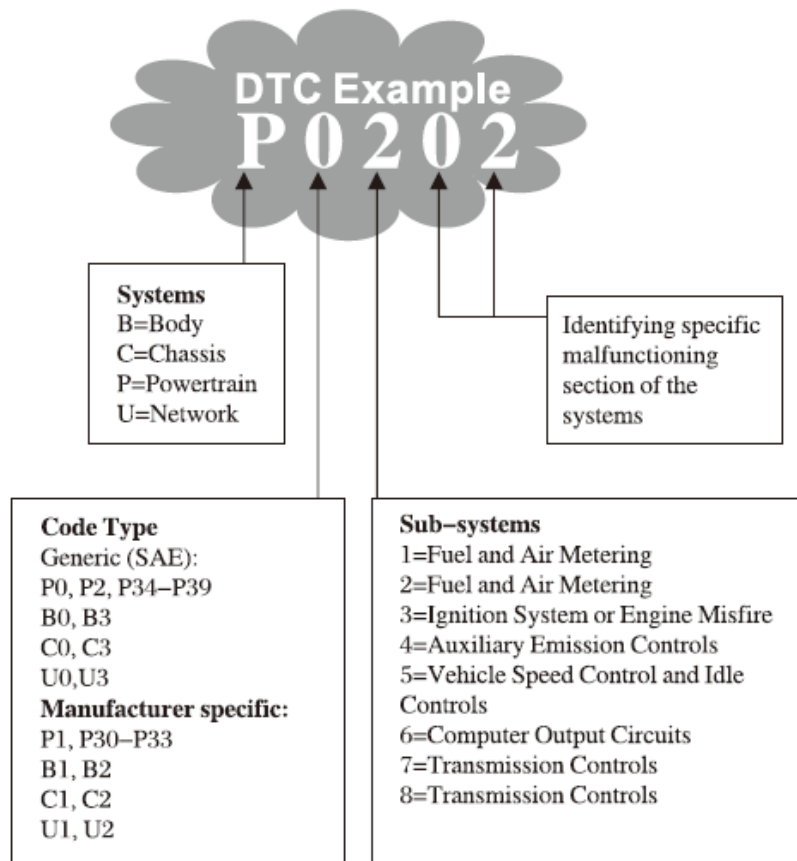 DTC Example
P0202
Systems
B=Body
C=Chassis
P=Powertrain
U=Network
Identifying specific
malfunctioning
section of the
systems
Code Type
Generic (SAE):
P0, P2, P34–P39
B0, B3
C0, C3
U0,U3
Manufacturer specific:
P1, P30–P33
B1, B2
C1, C2
U1, U2
Sub–systems
1=Fuel and Air Metering
2=Fuel and Air Metering
3=Ignition System or Engine Misfire
4=Auxiliary Emission Controls
5=Vehicle Speed Control and Idle
Controls
6=Computer Output Circuits
7=Transmission Controls
8=Transmission Controls